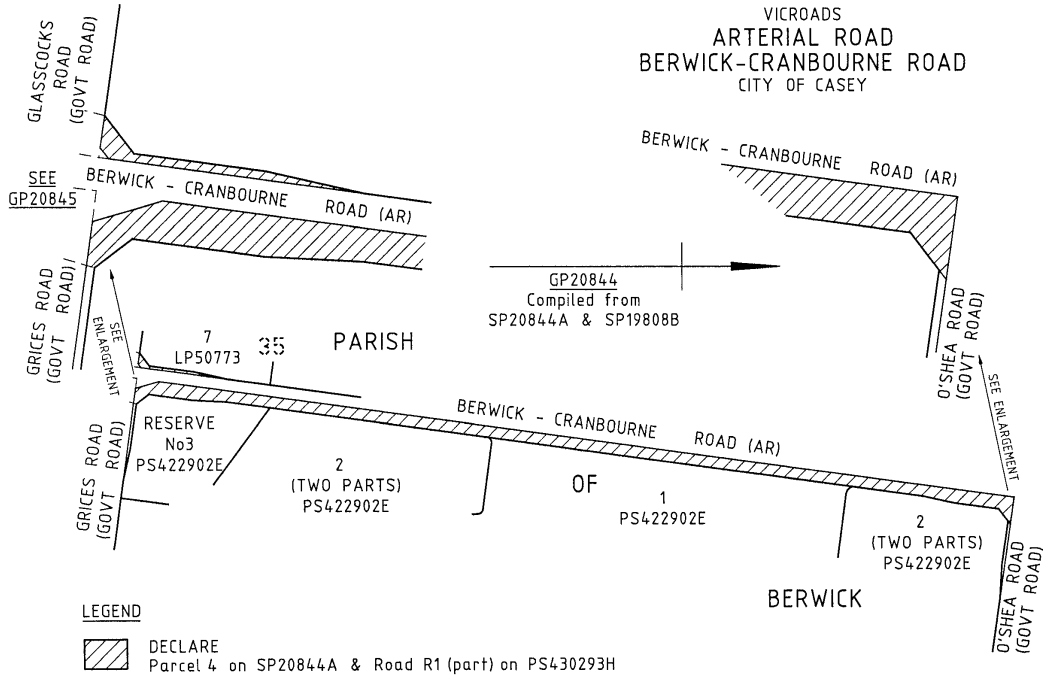 VICROADS
ARTERIAL ROAD
BERWICK-CRANBOURNE ROAD
CITY OF CASEY
GLASSCOCKS
ROAD
(GOVT ROAD)
SEE
GP20845
BERWICK - CRANBOURNE ROAD (AR)
BERWICK - CRANBOURNE ROAD (AR)
GP20844
Compiled from
SP20844A & SP19808B
GRICES ROAD
(GOVT ROAD)
SEE
ENLARGEMENT
7
LP50773
35
PARISH
O'SHEA ROAD
(GOVT ROAD)
SEE ENLARGEMENT
BERWICK - CRANBOURNE ROAD (AR)
RESERVE
No3
PS422902E
GRICES ROAD
(GOVT ROAD)
2
(TWO PARTS)
PS422902E
OF
1
PS422902E
2
(TWO PARTS)
PS422902E
BERWICK
O'SHEA ROAD
(GOVT ROAD)
LEGEND
DECLARE
Parcel 4 on SP20844A & Road R1 (part) on PS430293H